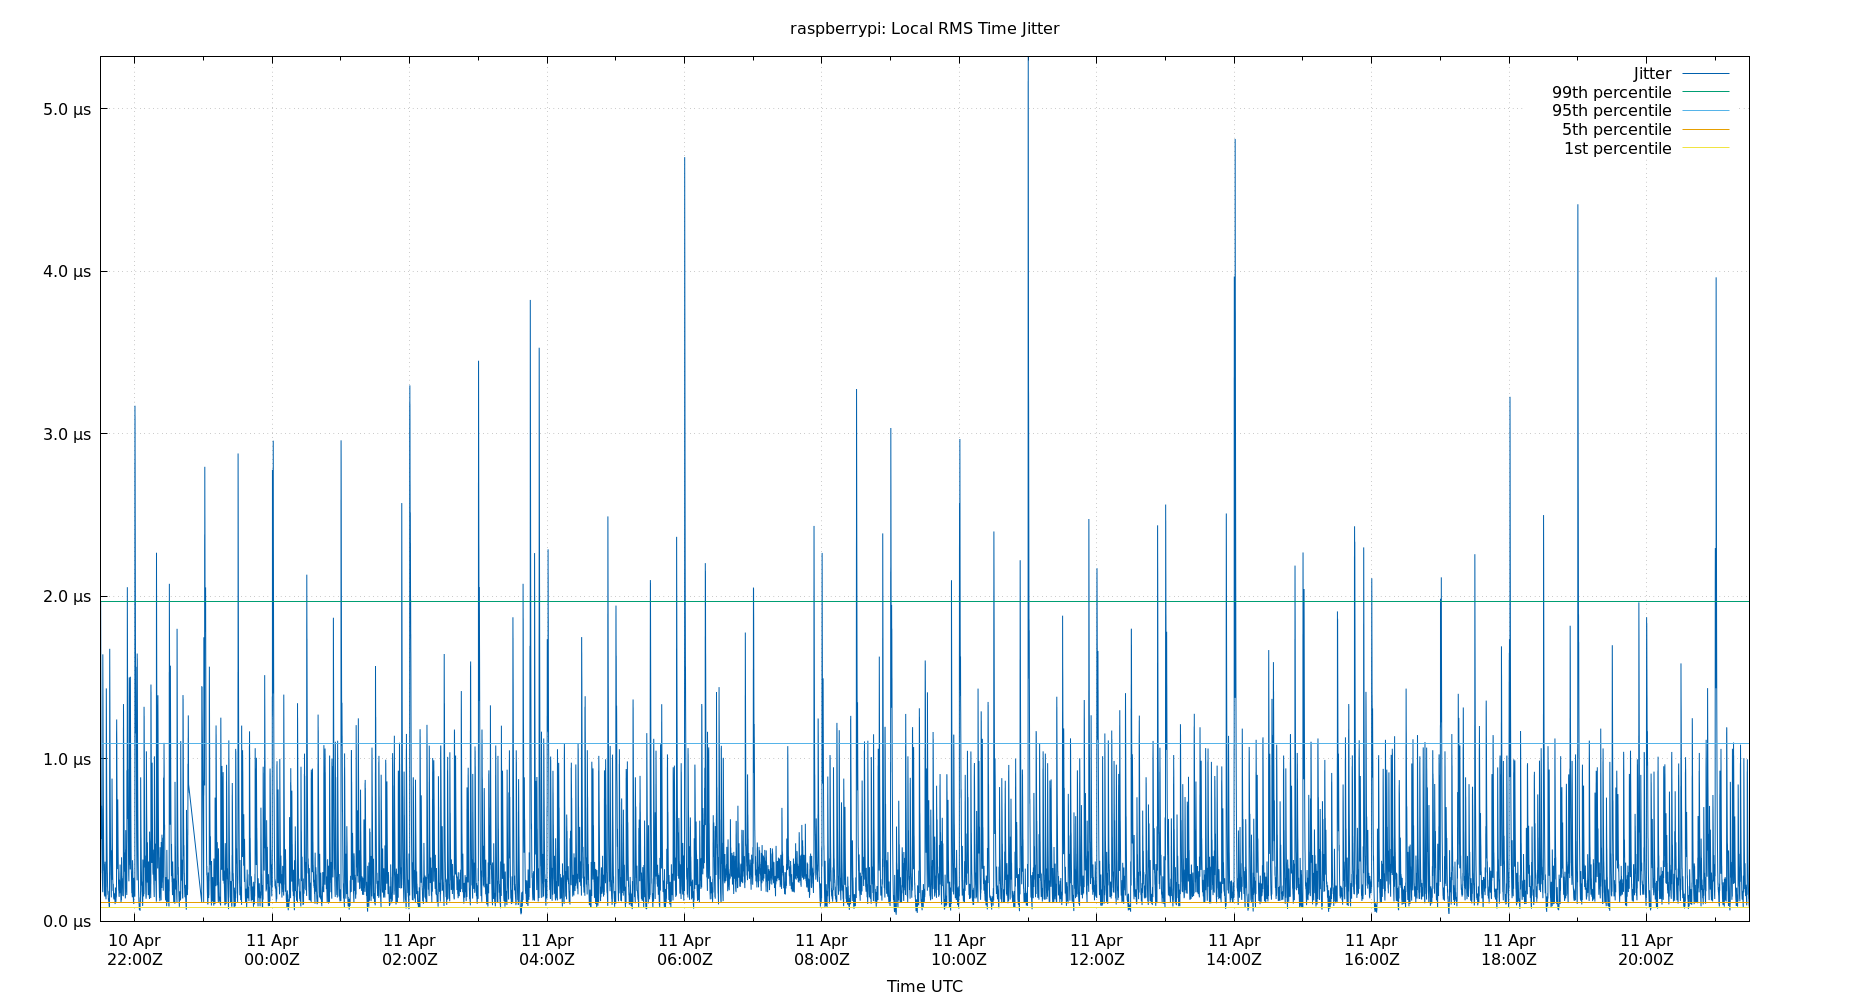 raspberrypi: Local RMS Time Jitter
Jitter
99th percentile
95th percentile
5th percentile
1st percentile
5.0 µs
4.0 µs
3.0 µs
2.0 µs
1.0 µs
0.0 µs
10 Apr 11 Apr 11 Apr 11 Apr 11 Apr 11 Apr 11 Apr 11 Apr 11 Apr 11 Apr 11 Apr 11 Apr
22:00Z 00:00Z 02:00Z 04:00Z 06:00Z 08:00Z 10:00Z 12:00Z 14:00Z 16:00Z 18:00Z 20:00Z
Time UTC